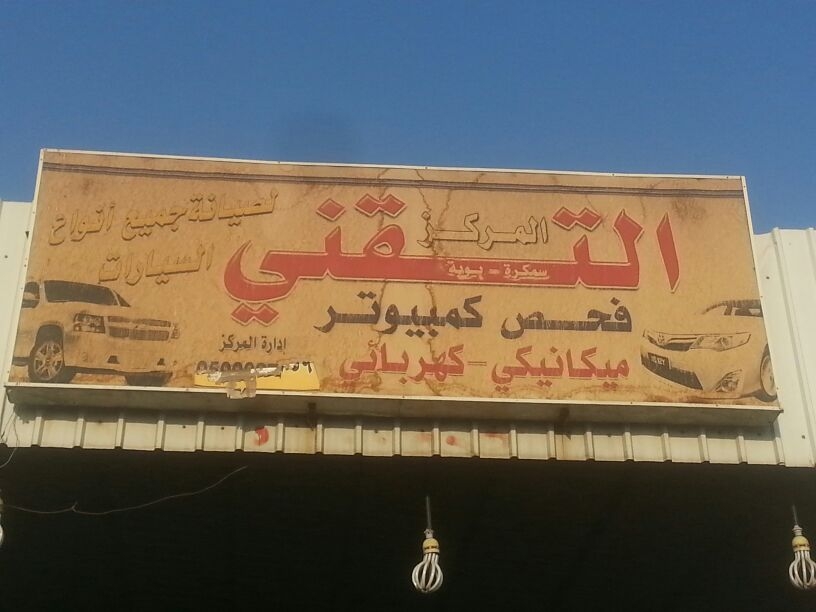 المركز
التقني
سمكرة - بوية
لصيانة جميع أنواع
السيارات
فحص كمبيوتر
ميكانيكي - كهربائي
إدارة المركز